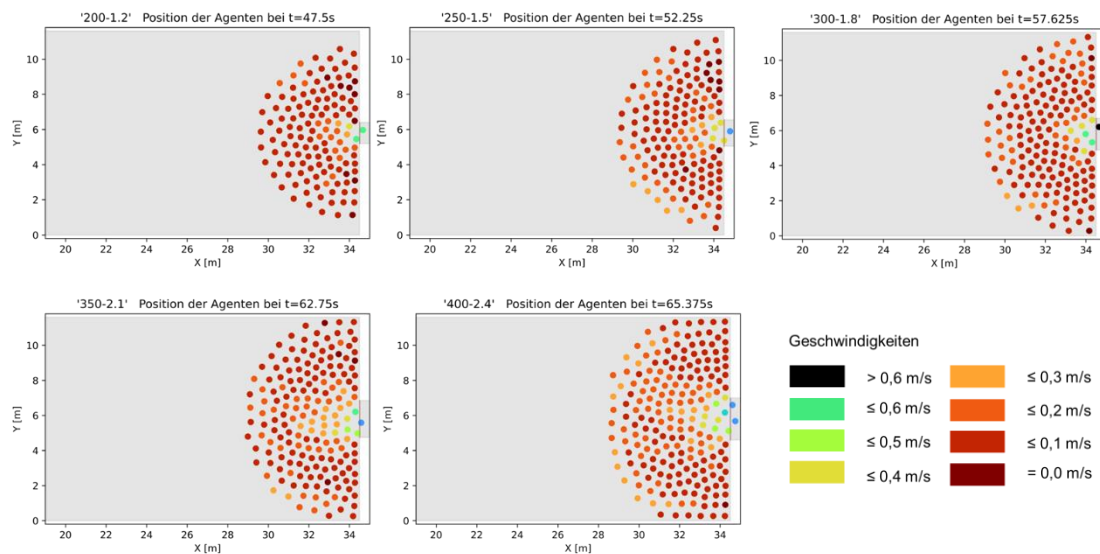 '200-1.2' Position der Agenten bei t=47.5s
10
8
6
4
2
0
Y [m]
20 22 24 26 28 30 32 34
X [m]
'250-1.5' Position der Agenten bei t=52.25s
10
8
6
4
2
0
Y [m]
20 22 24 26 28 30 32 34
X [m]
'300-1.8' Position der Agenten bei t=57.625s
10
8
6
4
2
0
Y [m]
20 22 24 26 28 30 32 34
X [m]
'350-2.1' Position der Agenten bei t=62.75s
10
8
6
4
2
0
Y [m]
20 22 24 26 28 30 32 34
X [m]
'400-2.4' Position der Agenten bei t=65.375s
10
8
6
4
2
0
Y [m]
20 22 24 26 28 30 32 34
X [m]
Geschwindigkeiten
> 0,6 m/s ≤ 0,3 m/s
≤ 0,6 m/s ≤ 0,2 m/s
≤ 0,5 m/s ≤ 0,1 m/s
≤ 0,4 m/s = 0,0 m/s